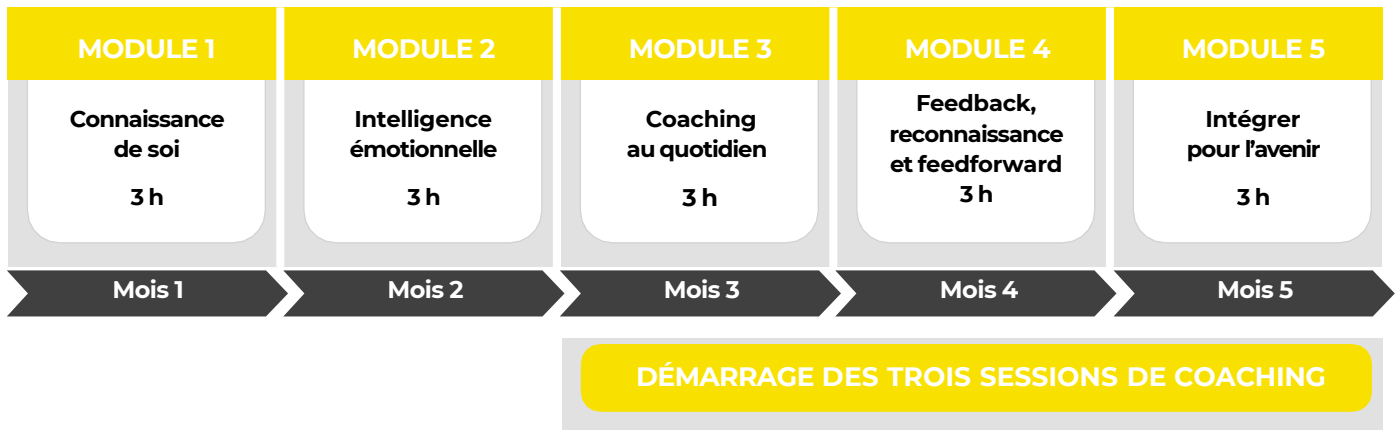 MODULE 1
MODULE 2
MODULE 3
MODULE 4
MODULE 5
Connaissance
de soi
3 h
Intelligence
émotionnelle
3 h
Coaching
au quotidien
3 h
Feedback,
reconnaissance
et feedforward
3 h
Intégrer
pour l’avenir
3 h
Mois 1
Mois 2
Mois 3
Mois 4
Mois 5
DÉMARRAGE DES TROIS SESSIONS DE COACHING